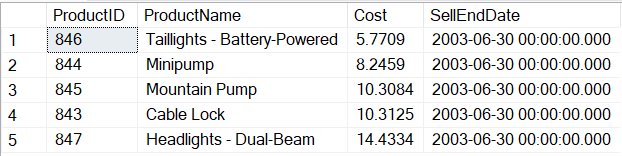 ProductID ProductName Cost SellEndDate
1 846 Taillights - Battery-Powered 5.7709 2003-06-30 00:00:00.000
2 844 Minipump 8.2459 2003-06-30 00:00:00.000
3 845 Mountain Pump 10.3084 2003-06-30 00:00:00.000
4 843 Cable Lock 10.3125 2003-06-30 00:00:00.000
5 847 Headlights - Dual-Beam 14.4334 2003-06-30 00:00:00.000